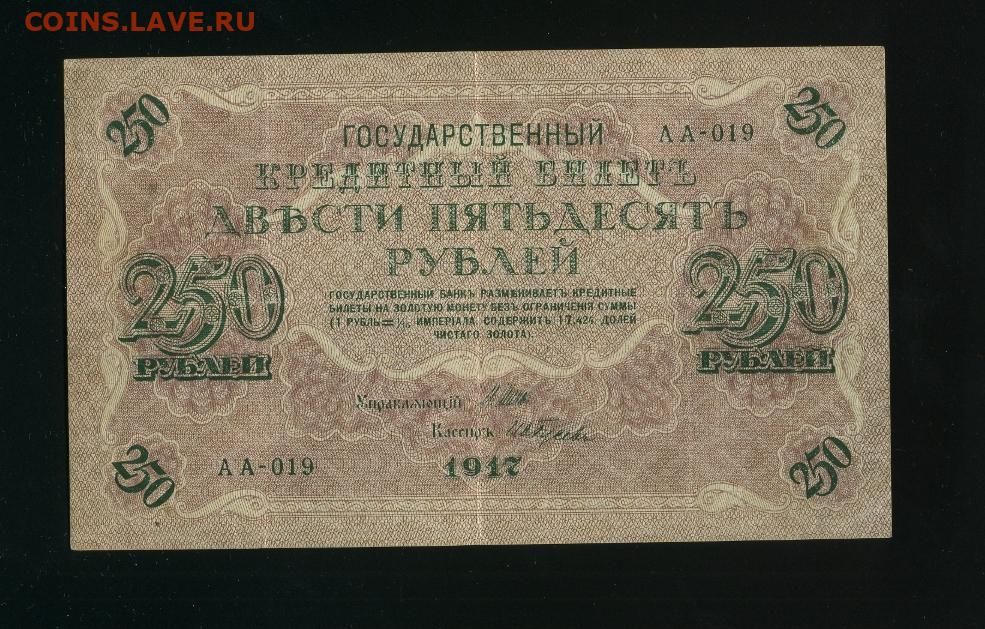 COINS.LAVE.РУ
250 250
ГОСУДАРСТВЕННЫЙ АА-019
КРЕДИТНЫЙ БИЛЕТЪ
ДВѢСТИ ПЯТЬДЕСЯТЪ
РУБЛЕЙ
250 250
РУБЛЕЙ РУБЛЕЙ
ГОСУДАРСТВЕННЫЙ БАНКЪ РАЗМѢНИВАЕТЪ КРЕДИТНЫЕ
БИЛЕТЫ НА ЗОЛОТУЮ МОНЕТУ БЕЗЪ ОГРАНИЧЕНІЯ СУММЫ
(1 РУБЛЬ = 1/15 ИМПЕРІАЛА, СОДЕРЖИТЪ 17,424 ДОЛЕЙ
ЧИСТАГО ЗОЛОТА).
Управляющій
Кассиръ
АА-019 1917
250 250